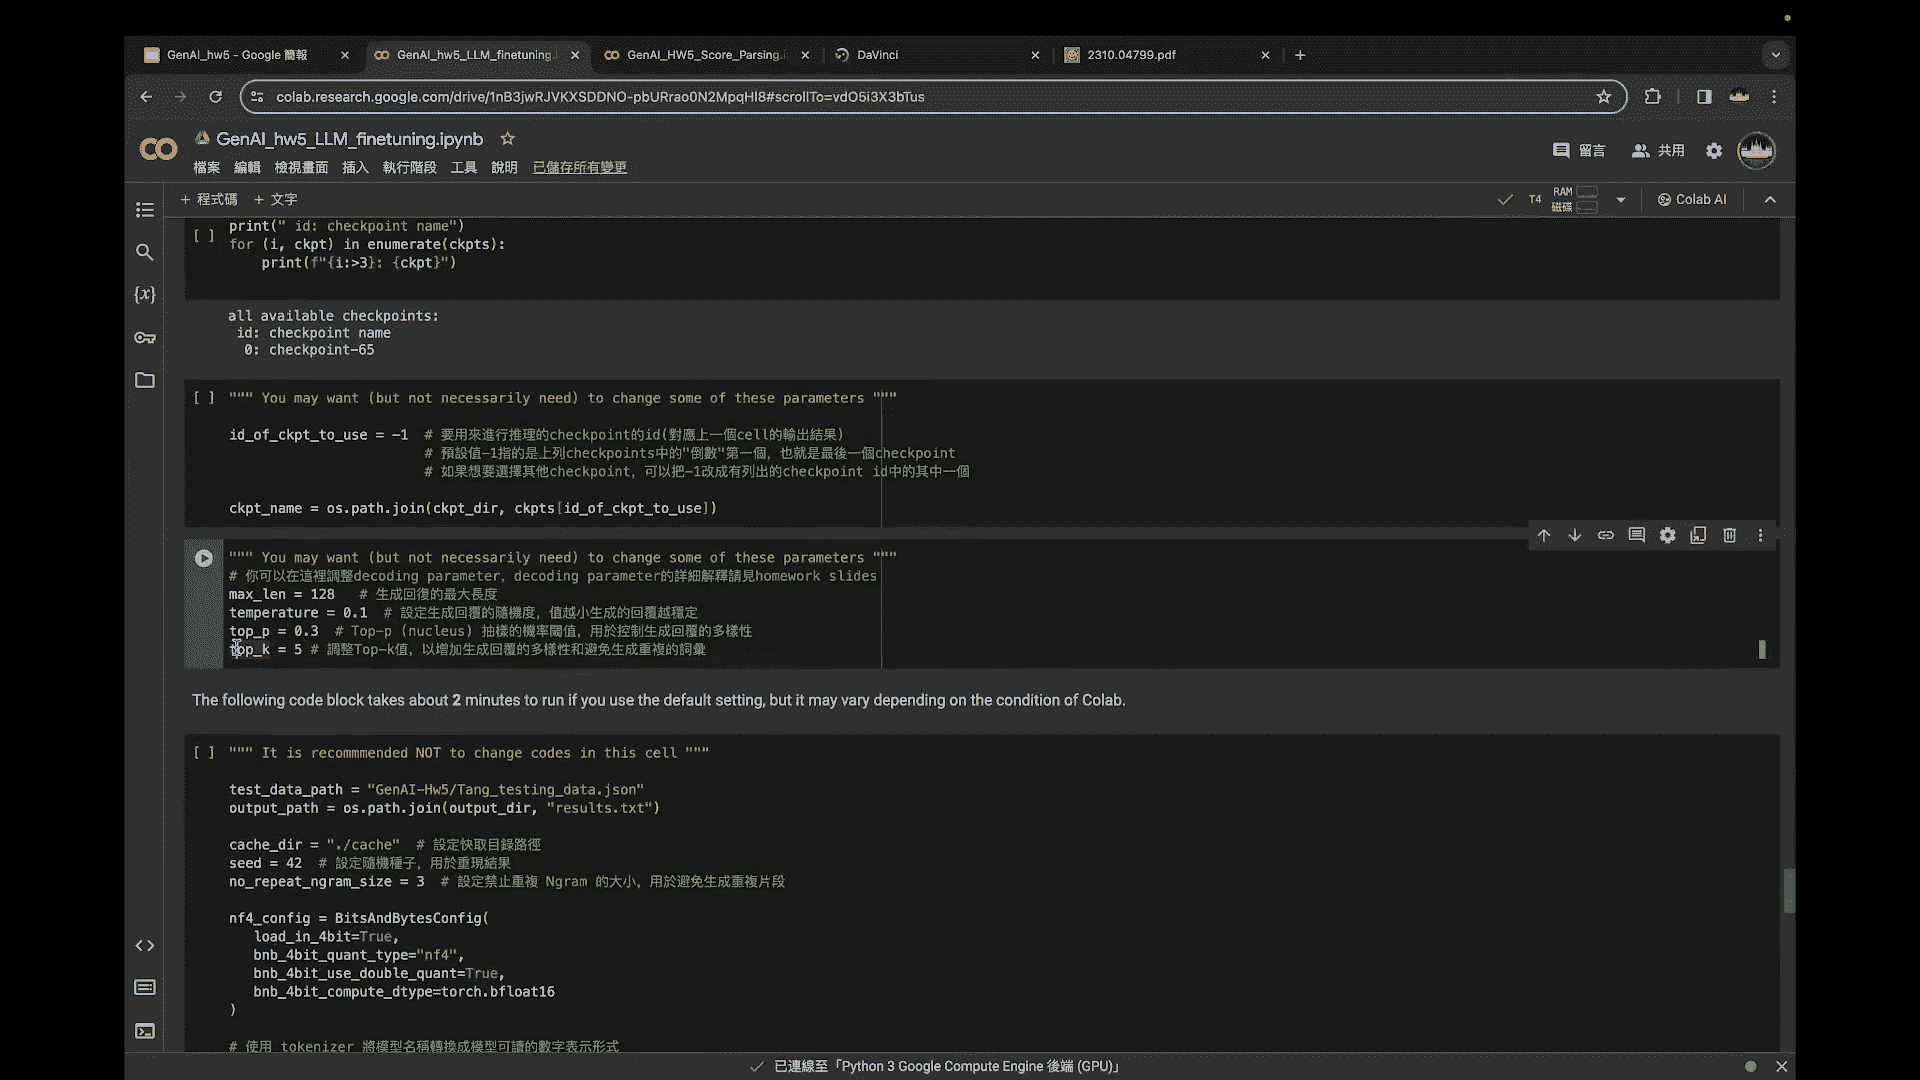 GenAI_hw5 - Google 簡報
GenAI_hw5_LLM_finetuning.
GenAI_HW5_Score_Parsing.i
DaVinci
2310.04799.pdf
colab.research.google.com/drive/1nB3jwRJVKXSDDNO-pbURrao0N2MpqHl8#scrollTo=vdO5i3X3bTus
GenAI_hw5_LLM_finetuning.ipynb
檔案 編輯 檢視畫面 插入 執行階段 工具 說明 已儲存所有變更
留言
共用
+ 程式碼 + 文字
T4
RAM
磁碟
Colab AI
print(" id: checkpoint name")
[ ] for (i, ckpt) in enumerate(ckpts):
print(f"{i:>3}: {ckpt}")
all available checkpoints:
id: checkpoint name
0: checkpoint-65
[ ] """ You may want (but not necessarily need) to change some of these parameters """
id_of_ckpt_to_use = -1 # 要用來進行推理的checkpoint的id(對應上一個cell的輸出結果)
# 預設值-1指的是上列checkpoints中的"倒數"第一個，也就是最後一個checkpoint
# 如果想要選擇其他checkpoint，可以把-1改成有列出的checkpoint id中的其中一個
ckpt_name = os.path.join(ckpt_dir, ckpts[id_of_ckpt_to_use])
""" You may want (but not necessarily need) to change some of these parameters """
# 你可以在這裡調整decoding parameter，decoding parameter的詳細解釋請見homework slides
max_len = 128 # 生成回復的最大長度
temperature = 0.1 # 設定生成回覆的隨機度，值越小生成的回覆越穩定
top_p = 0.3 # Top-p (nucleus) 抽樣的機率閾值，用於控制生成回覆的多樣性
top_k = 5 # 調整Top-k值，以增加生成回覆的多樣性和避免生成重複的詞彙
The following code block takes about 2 minutes to run if you use the default setting, but it may vary depending on the condition of Colab.
[ ] """ It is recommmended NOT to change codes in this cell """
test_data_path = "GenAI-Hw5/Tang_testing_data.json"
output_path = os.path.join(output_dir, "results.txt")
cache_dir = "./cache" # 設定快取目錄路徑
seed = 42 # 設定隨機種子，用於重現結果
no_repeat_ngram_size = 3 # 設定禁止重複 Ngram 的大小，用於避免生成重複片段
nf4_config = BitsAndBytesConfig(
load_in_4bit=True,
bnb_4bit_quant_type="nf4",
bnb_4bit_use_double_quant=True,
bnb_4bit_compute_dtype=torch.bfloat16
)
# 使用 tokenizer 將模型名稱轉換成模型可讀的數字表示形式
已連線至「Python 3 Google Compute Engine 後端 (GPU)」